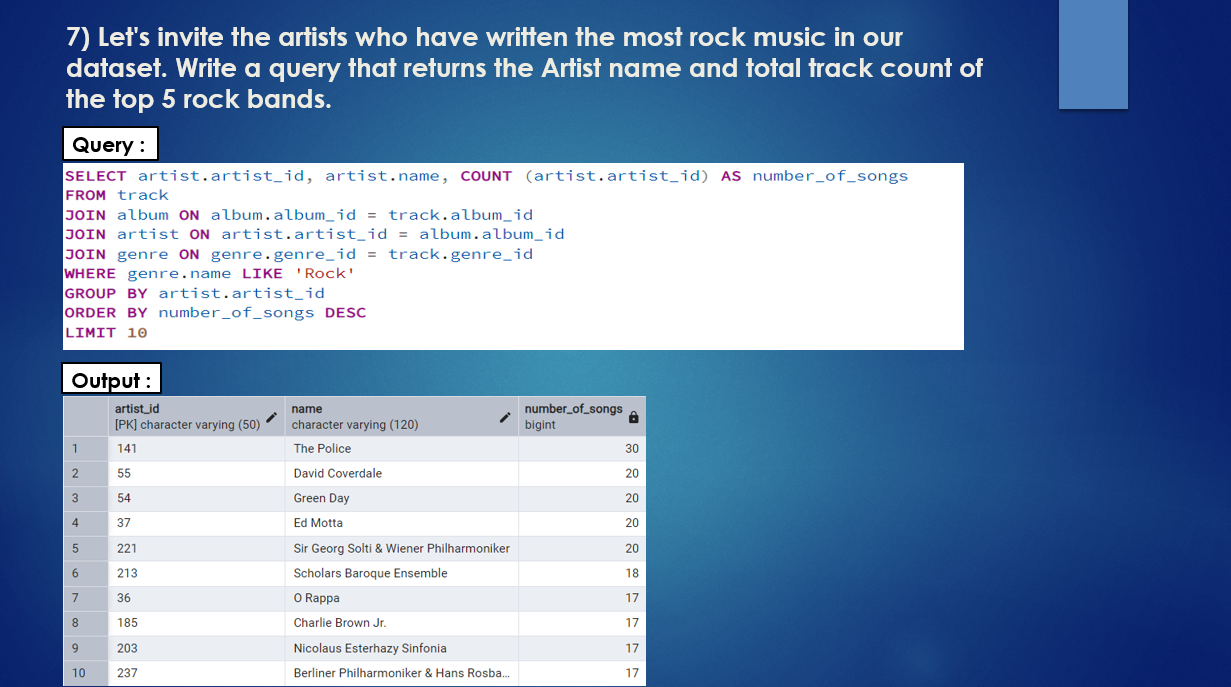 7) Let's invite the artists who have written the most rock music in our
dataset. Write a query that returns the Artist name and total track count of
the top 5 rock bands.
Query :
SELECT artist.artist_id, artist.name, COUNT (artist.artist_id) AS number_of_songs
FROM track
JOIN album ON album.album_id = track.album_id
JOIN artist ON artist.artist_id = album.album_id
JOIN genre ON genre.genre_id = track.genre_id
WHERE genre.name LIKE 'Rock'
GROUP BY artist.artist_id
ORDER BY number_of_songs DESC
LIMIT 10
Output :
artist_id name number_of_songs
[PK] character varying (50) character varying (120) bigint
1 141 The Police 30
2 55 David Coverdale 20
3 54 Green Day 20
4 37 Ed Motta 20
5 221 Sir Georg Solti & Wiener Philharmoniker 20
6 213 Scholars Baroque Ensemble 18
7 36 O Rappa 17
8 185 Charlie Brown Jr. 17
9 203 Nicolaus Esterhazy Sinfonia 17
10 237 Berliner Philharmoniker & Hans Rosba... 17